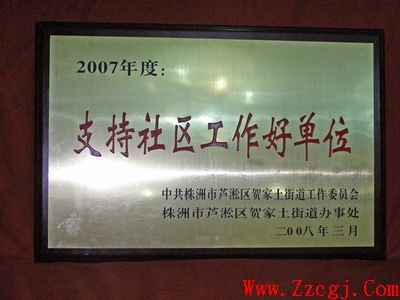 2007年度：
支持社区工作好单位
中共株洲市芦淞区贺家土街道工作委员会
株洲市芦淞区贺家土街道办事处
二00八年三月
Www.Zzcgj.Com